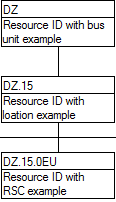 DZ
Resource ID with bus
unit example
DZ.15
Resource ID with
loation example
DZ.15.0EU
Resource ID with
RSC example